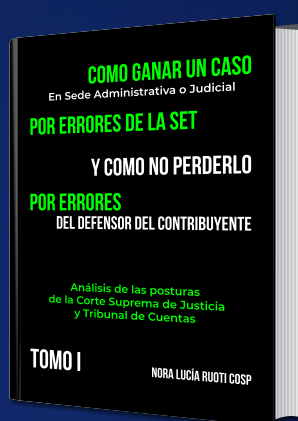 COMO GANAR UN CASO
En Sede Administrativa o Judicial
POR ERRORES DE LA SET
Y COMO NO PERDERLO
POR ERRORES
DEL DEFENSOR DEL CONTRIBUYENTE
Análisis de las posturas
de la Corte Suprema de Justicia
y Tribunal de Cuentas
TOMO I
NORA LUCÍA RUOTI COSP